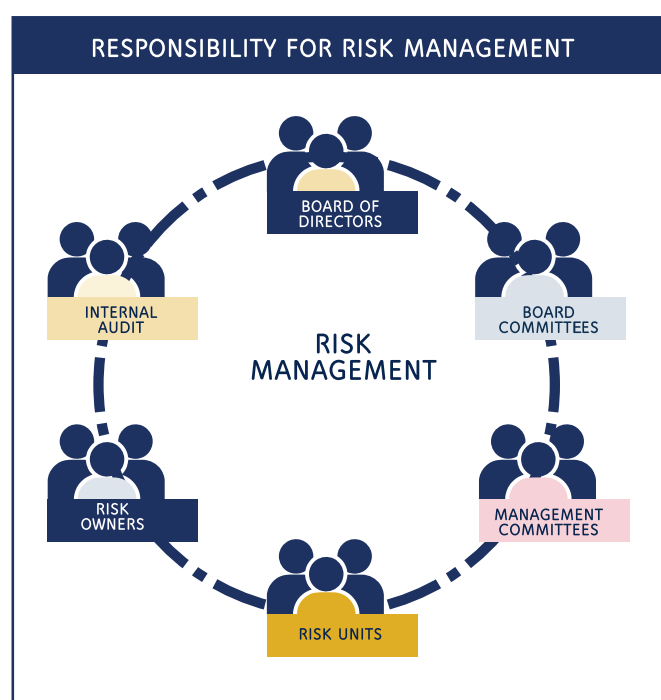 RESPONSIBILITY FOR RISK MANAGEMENT
BOARD OF
DIRECTORS
INTERNAL
AUDIT
BOARD
COMMITTEES
RISK
MANAGEMENT
RISK
OWNERS
MANAGEMENT
COMMITTEES
RISK UNITS